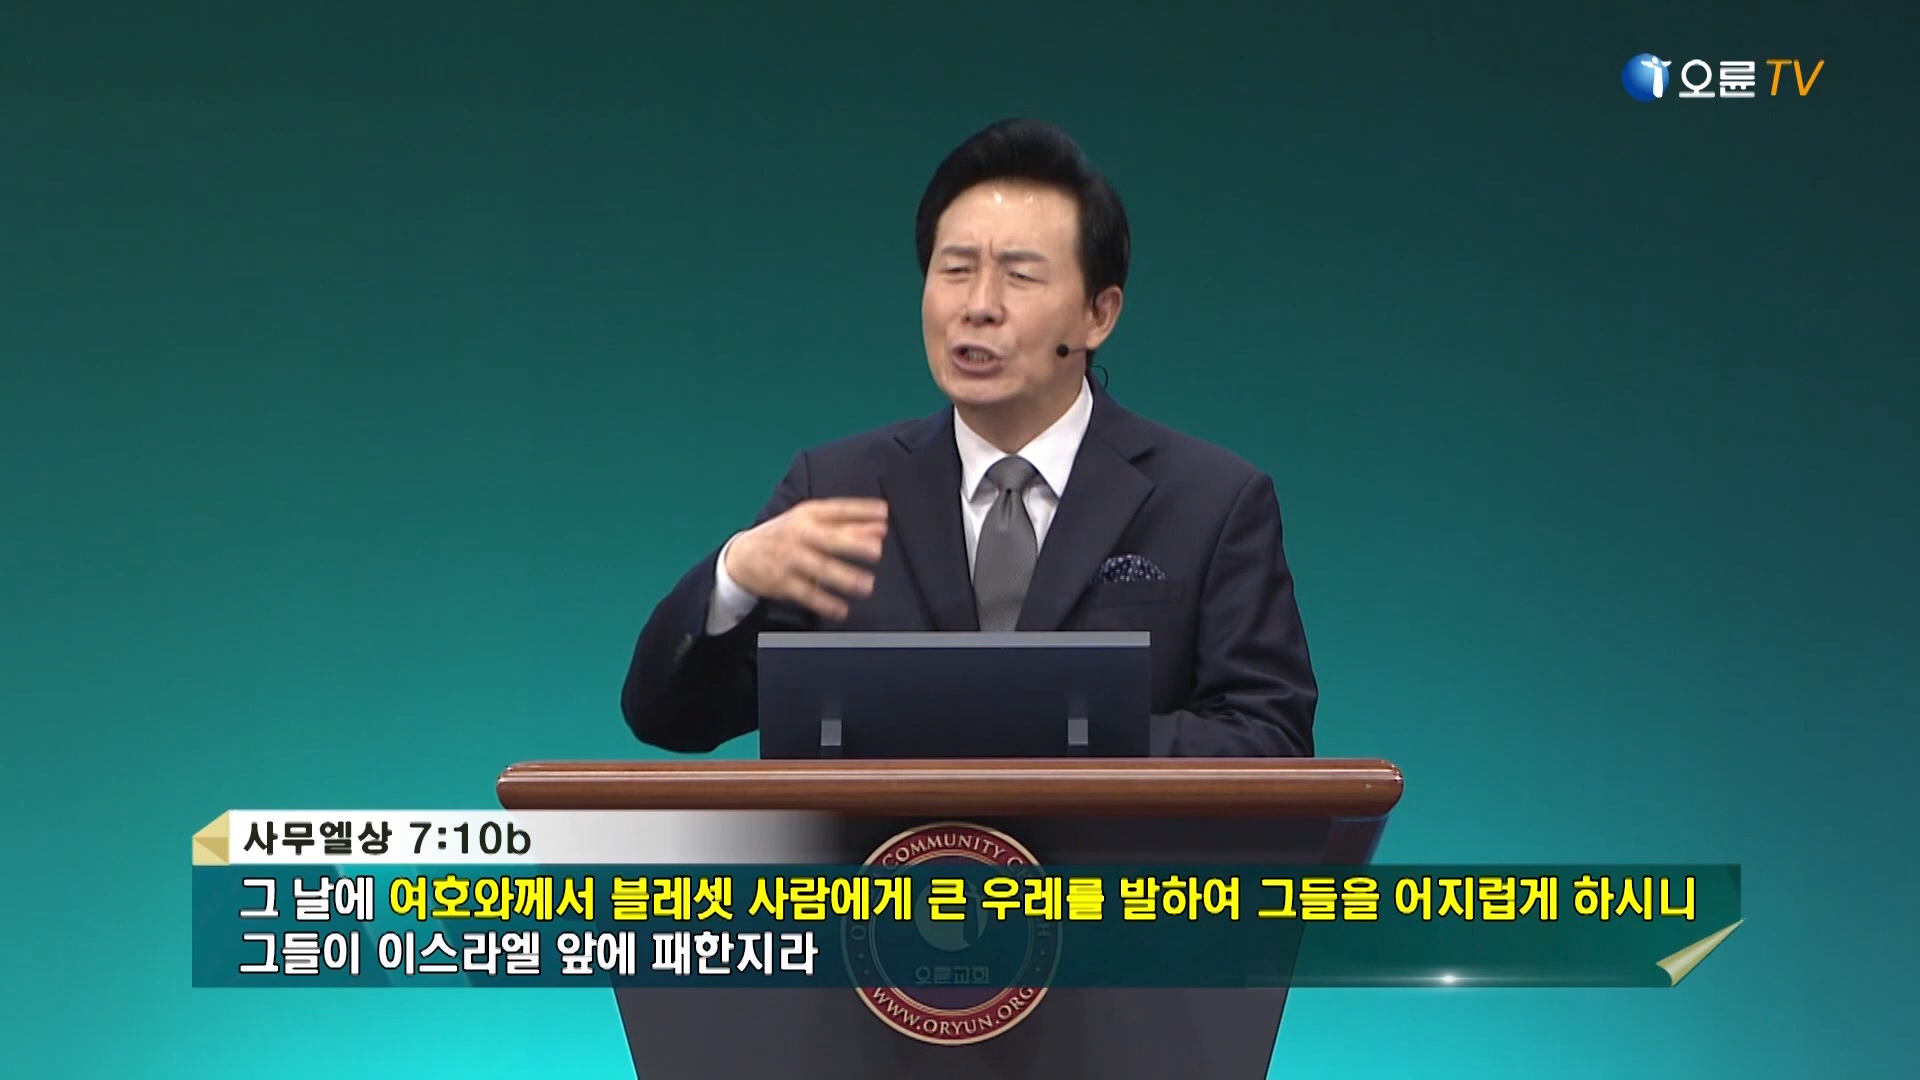 오륜 TV
사무엘상 7:10b
그 날에 여호와께서 블레셋 사람에게 큰 우레를 발하여 그들을 어지럽게 하시니
그들이 이스라엘 앞에 패한지라
COMMUNITY
오륜교회
WWW.ORYUN.ORG